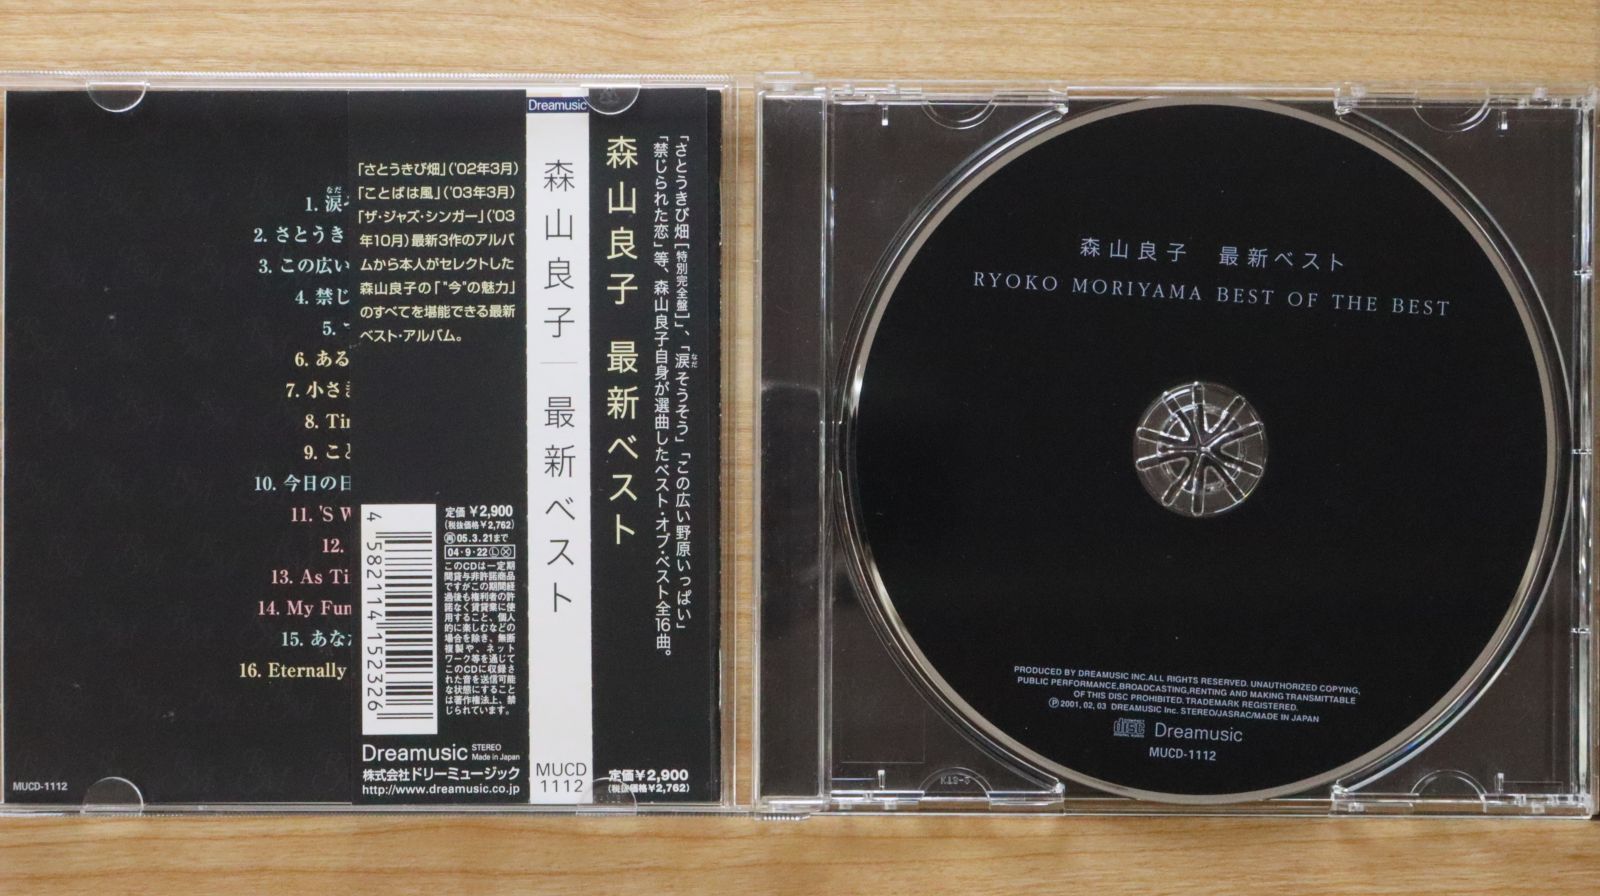 1. 涙
なだ
2. さとうき
3. この広い
4. 禁じ
5.
6. ある
7. 小さ
8. Ti
9. こ
10. 今日の日
11. 'S W
12.
13. As Ti
14. My Fun
15. あな
16. Eternally
MUCD-1112
「さとうきび畑」('02年3月)
「ことばは風」('03年3月)
「ザ・ジャズ・シンガー」('03
年10月)最新3作のアルバ
ムから本人がセレクトした
森山良子の「"今"の魅力」
のすべてを堪能できる最新
ベスト・アルバム。
4 582114 152326
定価￥2,900
(税抜価格￥2,762)
再05.3.21まで
04・9・22 Ⓛ Ⓧ
このCDは一定期
間貸与非許諾商品
ですがこの期間経
過後も権利者の許
諾なく賃貸業に使
用すること、個人
的に楽しむなどの
場合を除き、無断
複製や、ネット
ワーク等を通じて
このCDに収録さ
れた音を送信可能
な状態にすること
は著作権法上、禁
じられています。
Dreamusic STEREO
Made in Japan
株式会社ドリーミュージック
http://www.dreamusic.co.jp
Dreamusic
森山良子 最新ベスト
MUCD
1112
森山良子 最新ベスト
「さとうきび畑[特別完全盤]」、「涙そうそう」「この広い野原いっぱい」
なだ
「禁じられた恋」等、森山良子自身が選曲したベスト・オブ・ベスト全16曲。
定価￥2,900
(税抜価格￥2,762)
森山良子 最新ベスト
RYOKO MORIYAMA BEST OF THE BEST
PRODUCED BY DREAMUSIC INC.ALL RIGHTS RESERVED. UNAUTHORIZED COPYING,
PUBLIC PERFORMANCE,BROADCASTING,RENTING AND MAKING TRANSMITTABLE
OF THIS DISC PROHIBITED. TRADEMARK REGISTERED.
Ⓟ 2001, 02, 03 DREAMUSIC Inc. STEREO/JASRAC/MADE IN JAPAN
disc Dreamusic
MUCD-1112